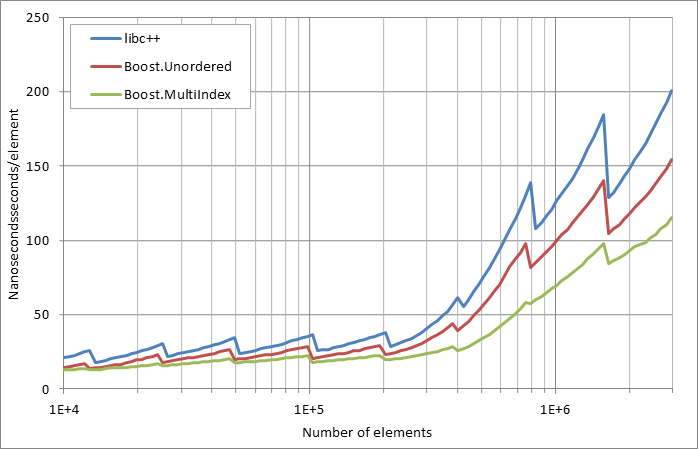 250
200
150
100
50
0
Nanosecondsseconds/element
libc++
Boost.Unordered
Boost.MultiIndex
1E+4
1E+5
1E+6
Number of elements